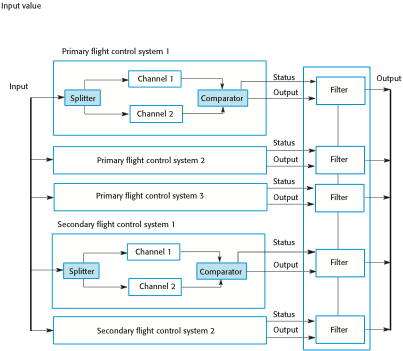 Input value
Primary flight control system 1
Input
Output
Splitter
Channel 1
Channel 2
Comparator
Status
Output
Filter
Primary flight control system 2
Status
Output
Filter
Primary flight control system 3
Status
Output
Filter
Secondary flight control system 1
Splitter
Channel 1
Channel 2
Comparator
Status
Output
Filter
Secondary flight control system 2
Status
Output
Filter